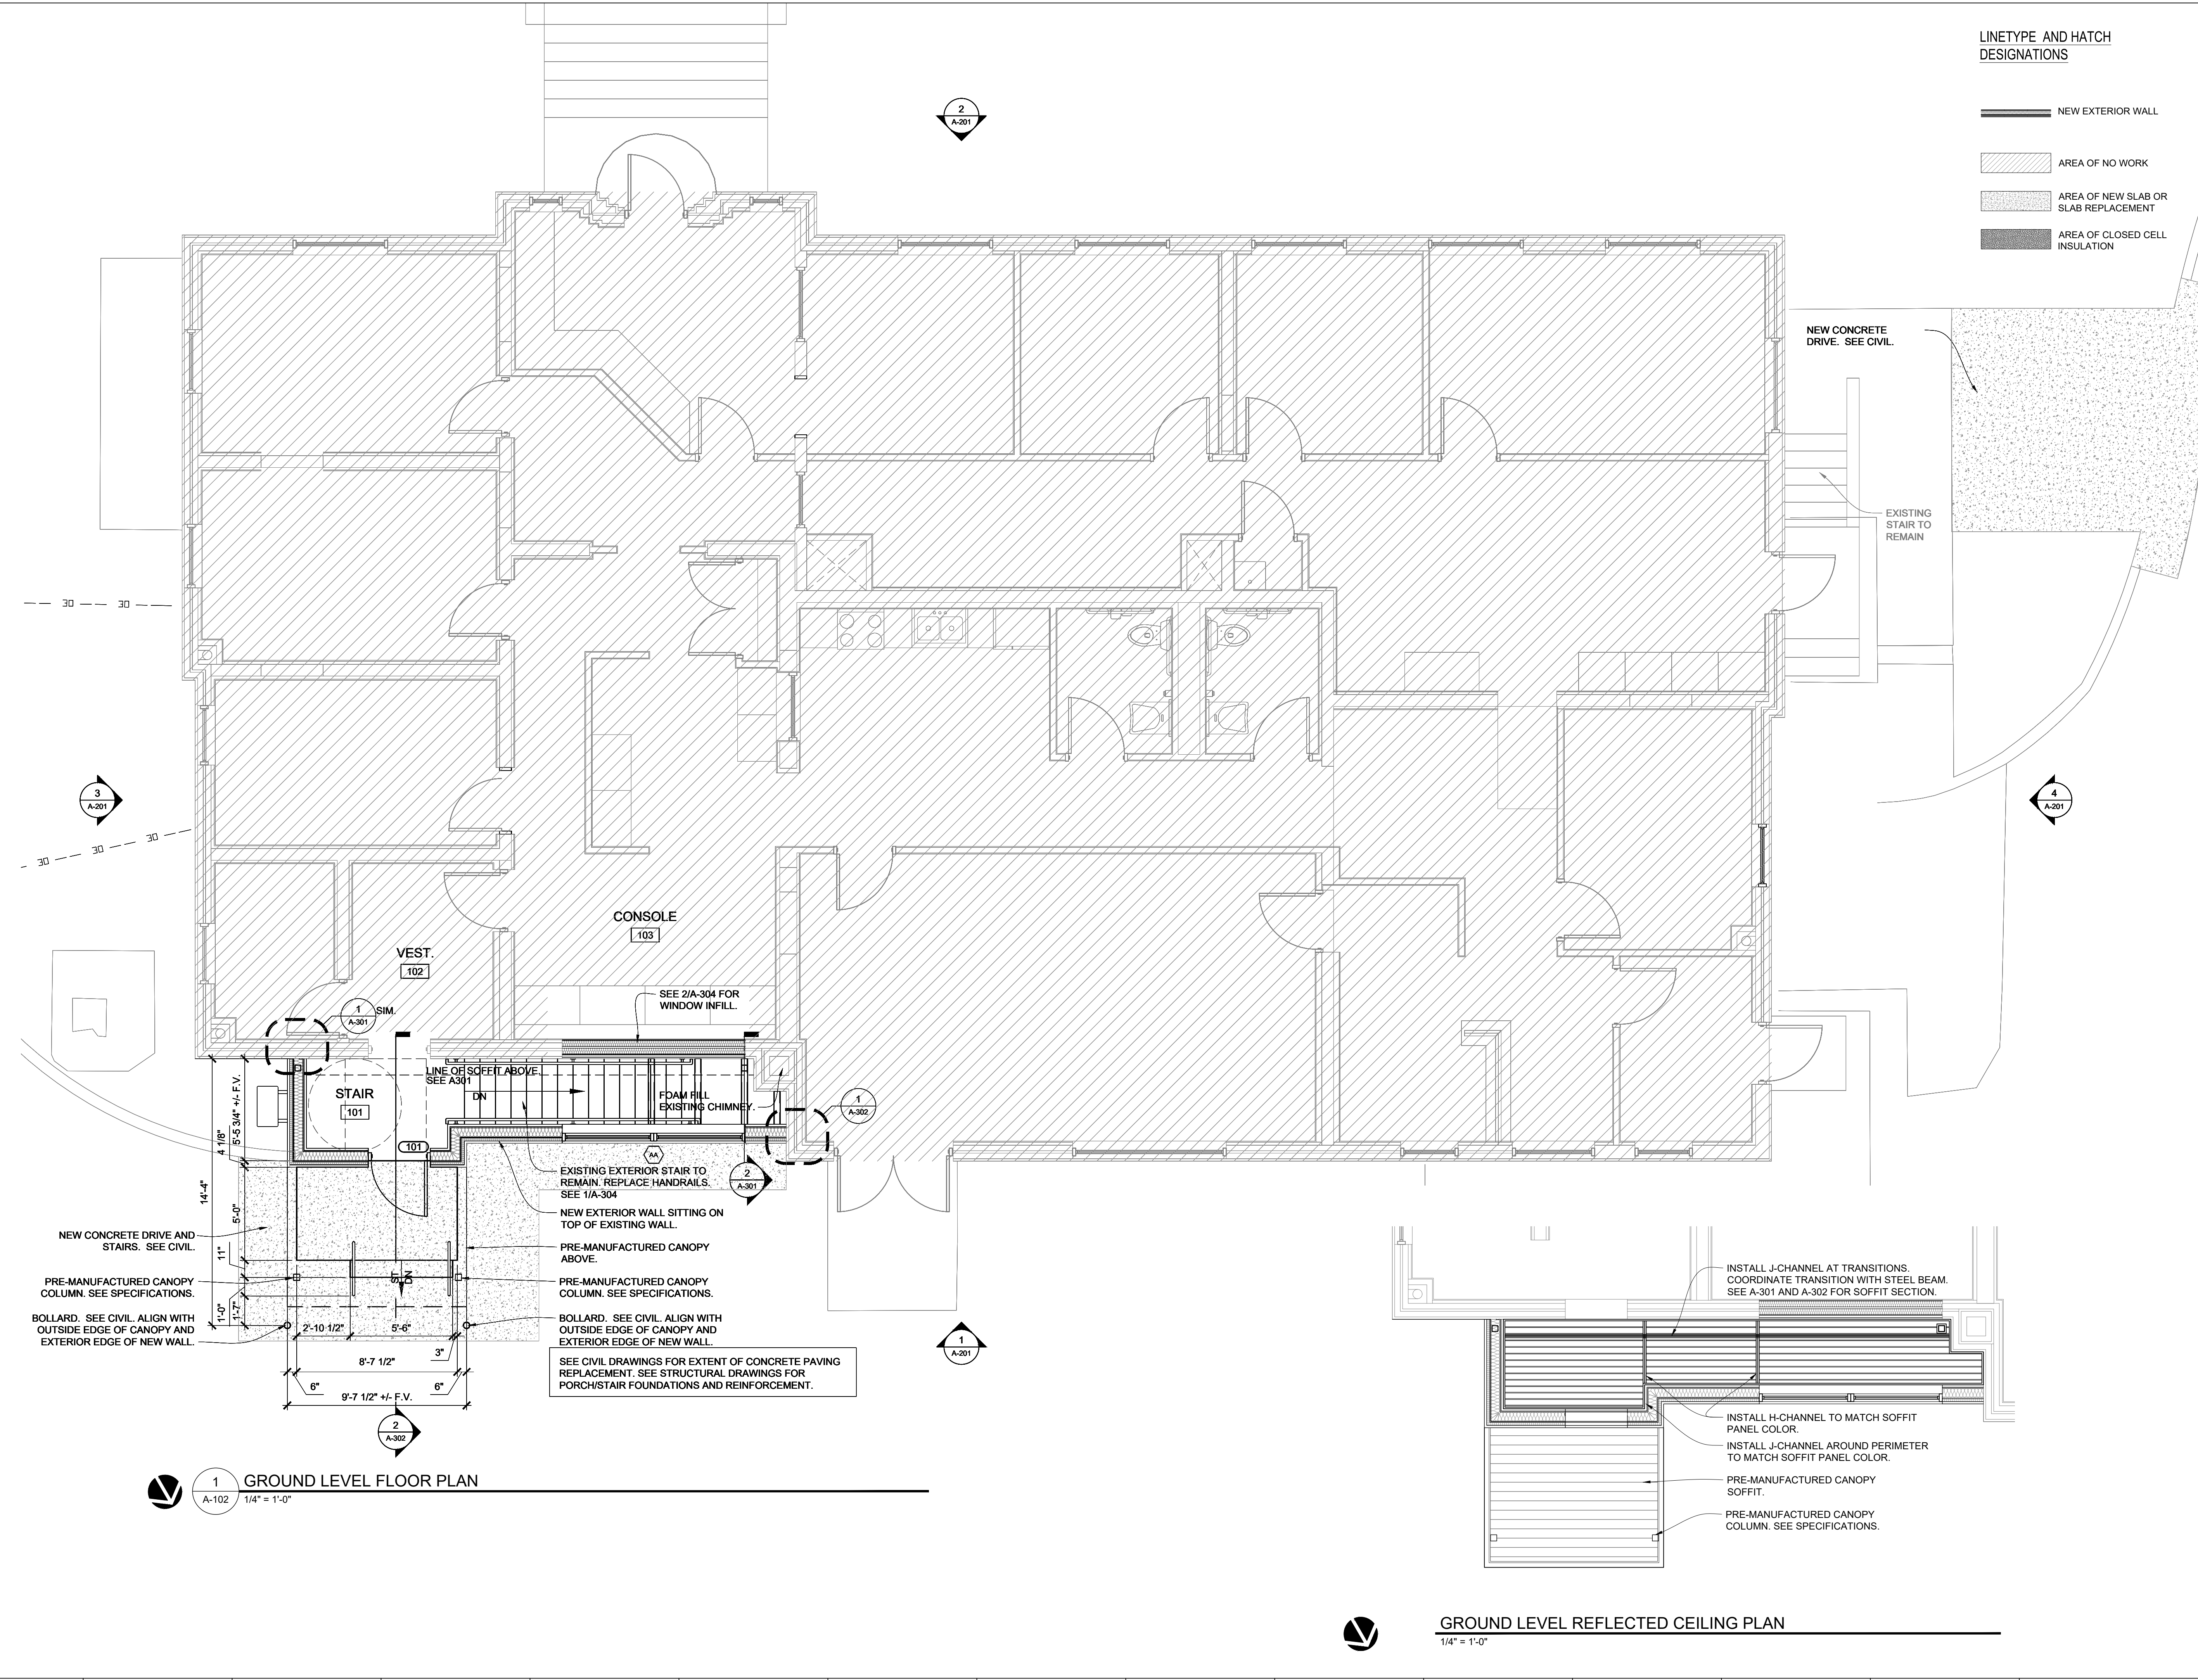 LINETYPE AND HATCH
DESIGNATIONS
NEW EXTERIOR WALL
AREA OF NO WORK
AREA OF NEW SLAB OR
SLAB REPLACEMENT
AREA OF CLOSED CELL
INSULATION
2
A-201
NEW CONCRETE
DRIVE. SEE CIVIL.
EXISTING
STAIR TO
REMAIN
30 30
3
A-201
4
A-201
30 30 30
CONSOLE
103
VEST.
102
SEE 2/A-304 FOR
WINDOW INFILL.
1
A-301
SIM.
LINE OF SOFFIT ABOVE.
SEE A301
STAIR
101
DN
FOAM FILL
EXISTING CHIMNEY.
1
A-302
101
AA
2
A-301
5'-5 3/4" +/- F.V.
4 1/8"
14'-4"
5'-0"
11"
1'-0"
1'-7"
EXISTING EXTERIOR STAIR TO
REMAIN. REPLACE HANDRAILS.
SEE 1/A-304
NEW EXTERIOR WALL SITTING ON
TOP OF EXISTING WALL.
NEW CONCRETE DRIVE AND
STAIRS. SEE CIVIL.
PRE-MANUFACTURED CANOPY
ABOVE.
ST
DN
PRE-MANUFACTURED CANOPY
COLUMN. SEE SPECIFICATIONS.
PRE-MANUFACTURED CANOPY
COLUMN. SEE SPECIFICATIONS.
BOLLARD. SEE CIVIL. ALIGN WITH
OUTSIDE EDGE OF CANOPY AND
EXTERIOR EDGE OF NEW WALL.
BOLLARD. SEE CIVIL. ALIGN WITH
OUTSIDE EDGE OF CANOPY AND
EXTERIOR EDGE OF NEW WALL.
2'-10 1/2"
5'-6"
3"
8'-7 1/2"
6"
6"
9'-7 1/2" +/- F.V.
SEE CIVIL DRAWINGS FOR EXTENT OF CONCRETE PAVING
REPLACEMENT. SEE STRUCTURAL DRAWINGS FOR
PORCH/STAIR FOUNDATIONS AND REINFORCEMENT.
1
A-201
2
A-302
1
A-102
GROUND LEVEL FLOOR PLAN
1/4" = 1'-0"
INSTALL J-CHANNEL AT TRANSITIONS.
COORDINATE TRANSITION WITH STEEL BEAM.
SEE A-301 AND A-302 FOR SOFFIT SECTION.
INSTALL H-CHANNEL TO MATCH SOFFIT
PANEL COLOR.
INSTALL J-CHANNEL AROUND PERIMETER
TO MATCH SOFFIT PANEL COLOR.
PRE-MANUFACTURED CANOPY
SOFFIT.
PRE-MANUFACTURED CANOPY
COLUMN. SEE SPECIFICATIONS.
GROUND LEVEL REFLECTED CEILING PLAN
1/4" = 1'-0"